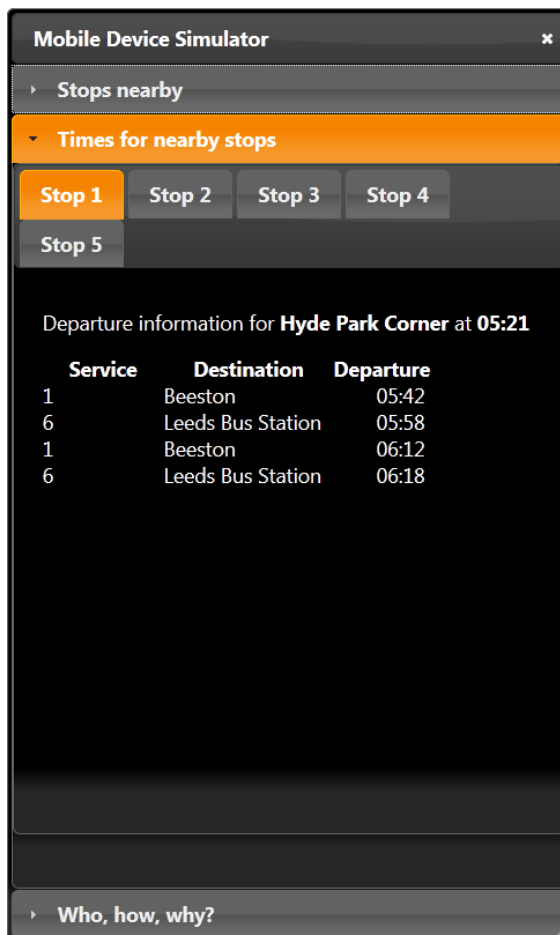 Mobile Device Simulator ×
Stops nearby
Times for nearby stops
Stop 1 Stop 2 Stop 3 Stop 4
Stop 5
Departure information for Hyde Park Corner at 05:21
Service Destination Departure
1 Beeston 05:42
6 Leeds Bus Station 05:58
1 Beeston 06:12
6 Leeds Bus Station 06:18
Who, how, why?